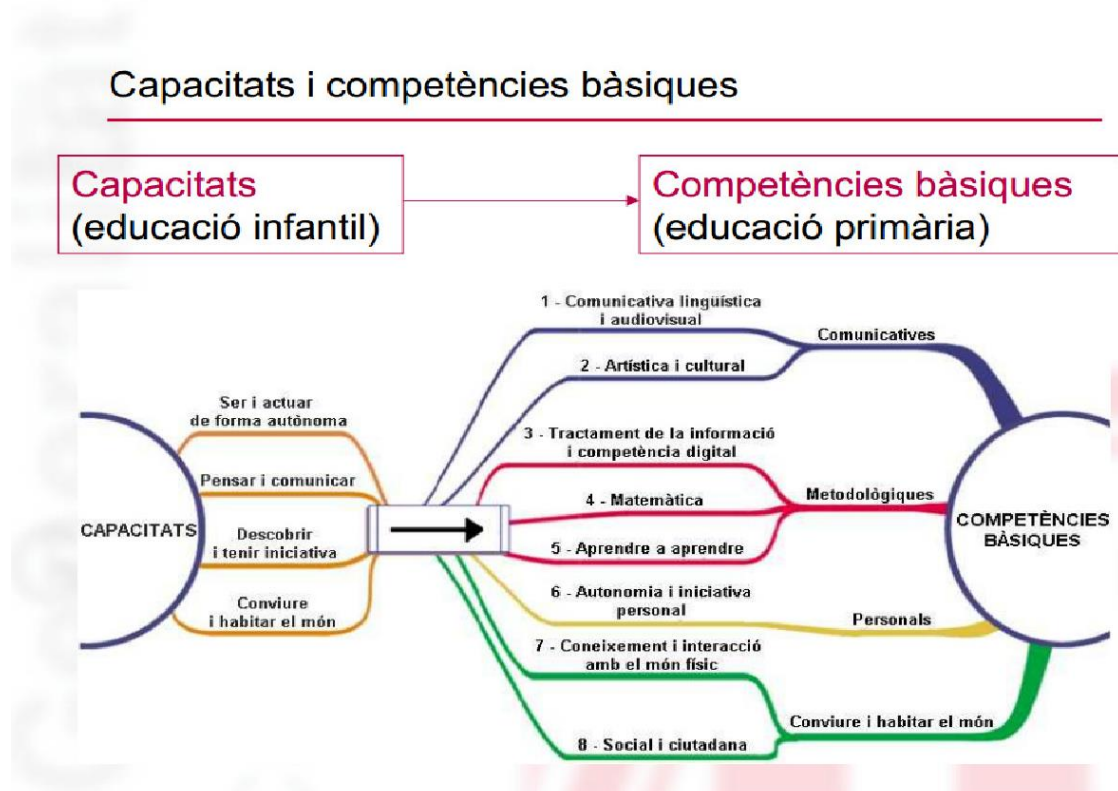 Capacitats i competències bàsiques
Capacitats
(educació infantil)
Competències bàsiques
(educació primària)
CAPACITATS
Ser i actuar
de forma autònoma
Pensar i comunicar
Descobrir
i tenir iniciativa
Conviure
i habitar el món
1 - Comunicativa lingüística
i audiovisual
2 - Artística i cultural
Comunicatives
3 - Tractament de la informació
i competència digital
4 - Matemàtica
5 - Aprendre a aprendre
Metodològiques
6 - Autonomia i iniciativa
personal
Personals
7 - Coneixement i interacció
amb el món físic
8 - Social i ciutadana
Conviure i habitar el món
COMPETÈNCIES
BÀSIQUES